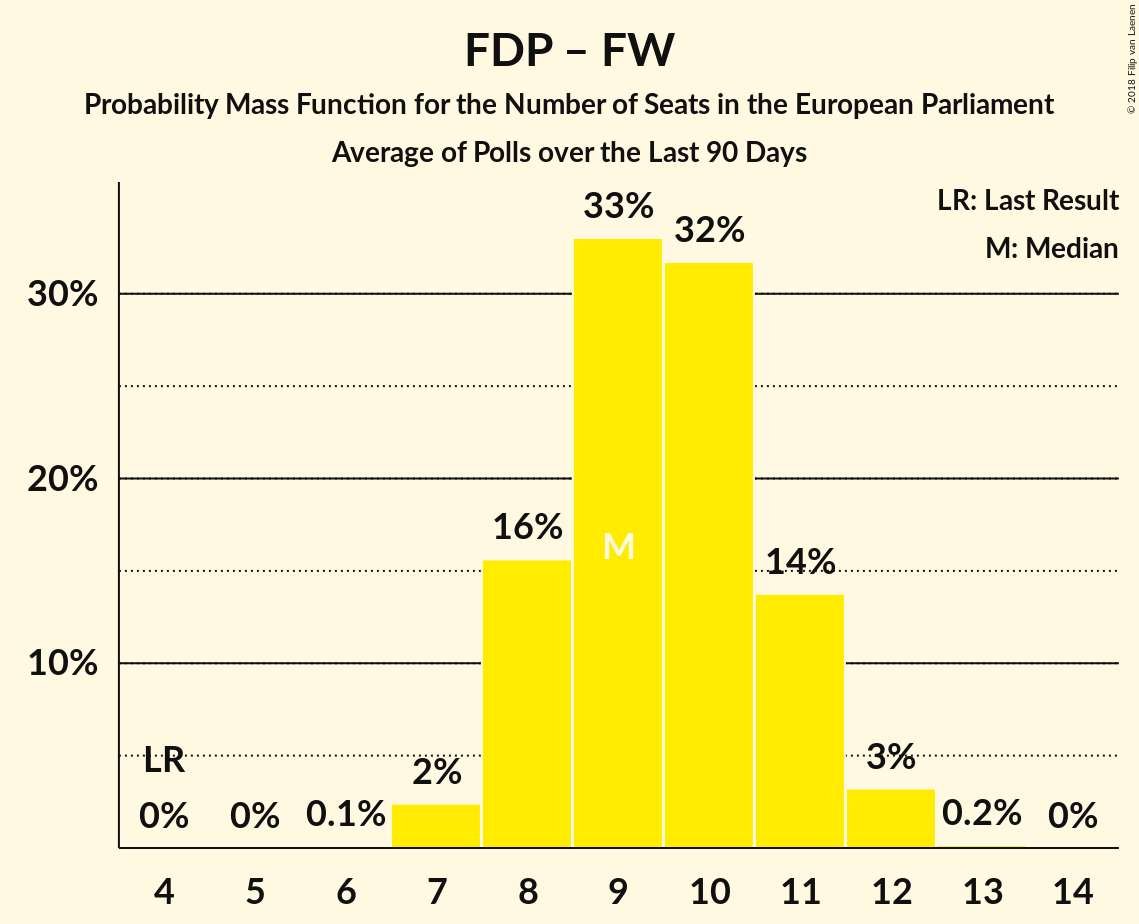 FDP – FW
Probability Mass Function for the Number of Seats in the European Parliament
Average of Polls over the Last 90 Days
© 2018 Filip van Laenen
LR: Last Result
M: Median
33%
32%
30%
20%
16%
M
14%
10%
LR
2%
3%
0%
0%
0.1%
0.2%
0%
4 5 6 7 8 9 10 11 12 13 14